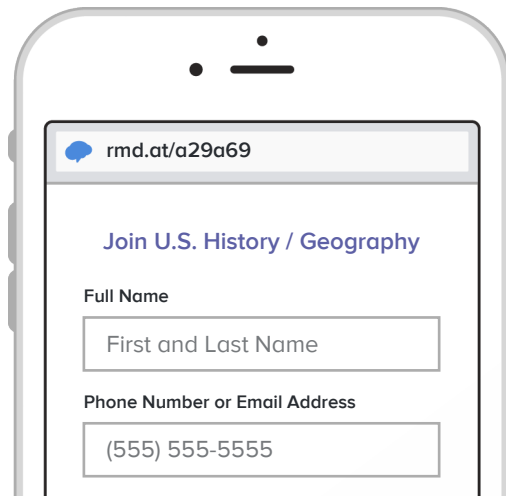 rmd.at/a29a69
Join U.S. History / Geography
Full Name
First and Last Name
Phone Number or Email Address
(555) 555-5555